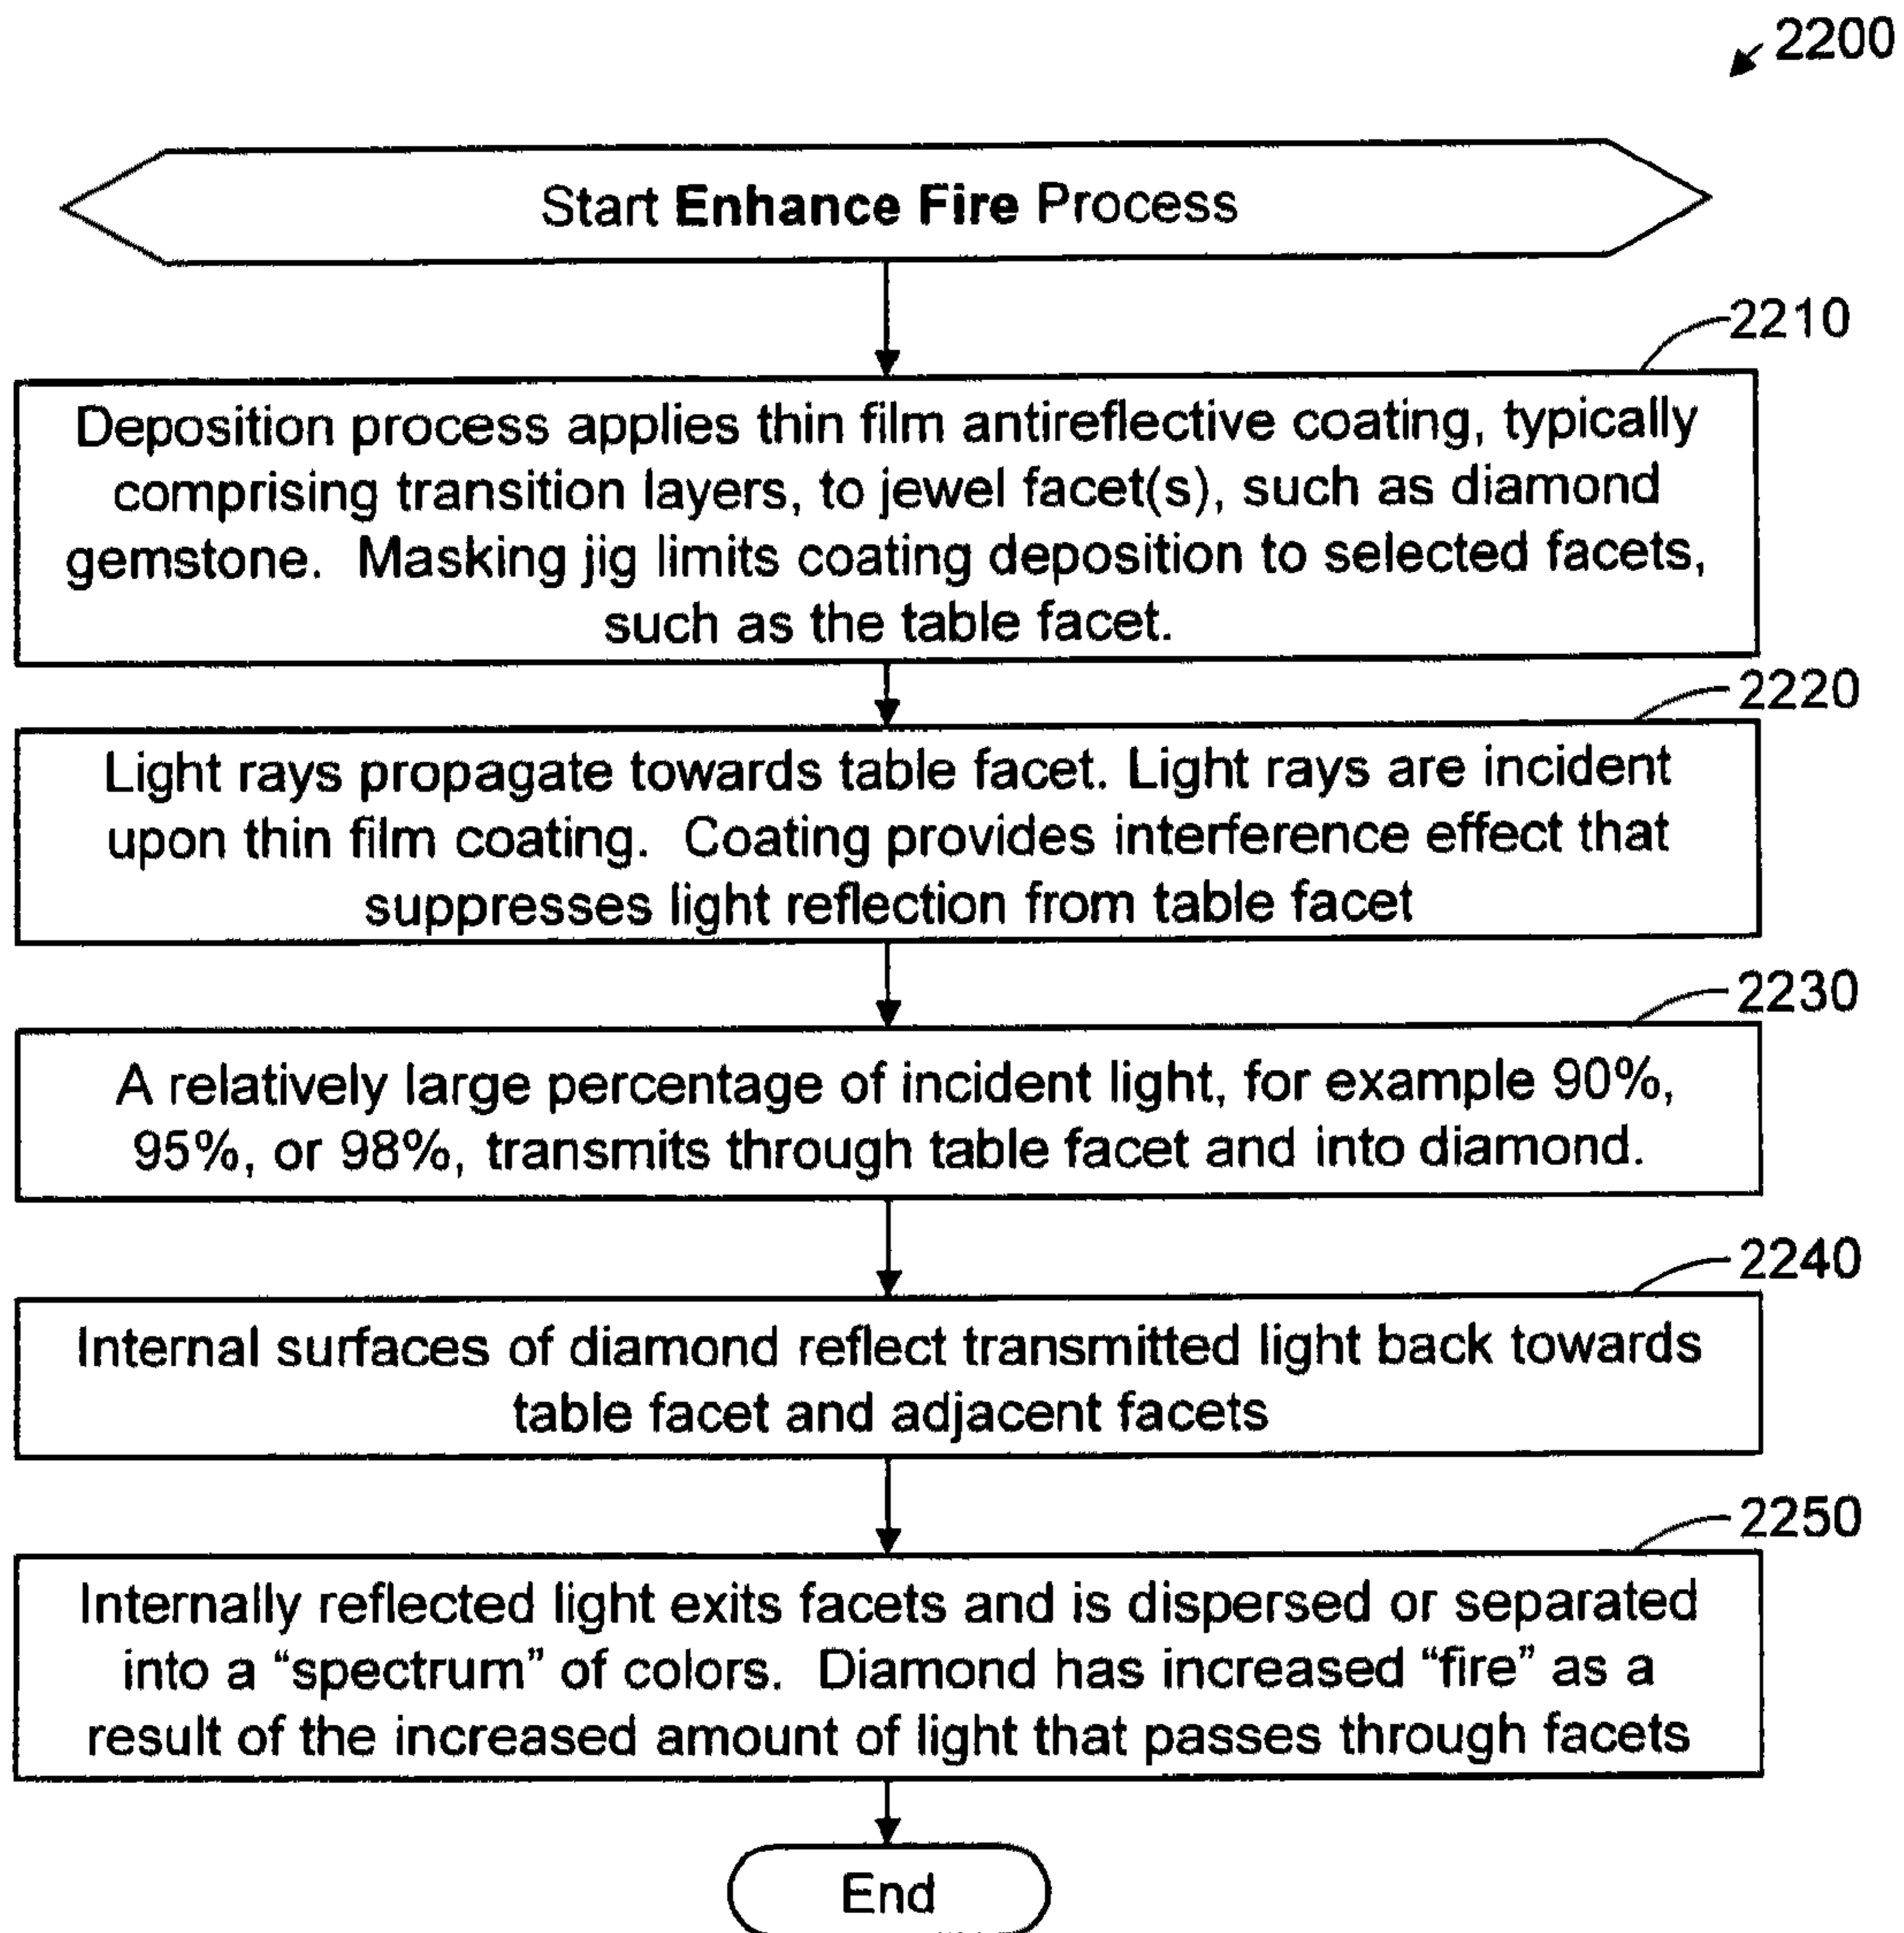 2200
Start Enhance Fire Process
2210
Deposition process applies thin film antireflective coating, typically
comprising transition layers, to jewel facet(s), such as diamond
gemstone.  Masking jig limits coating deposition to selected facets,
such as the table facet.
2220
Light rays propagate towards table facet. Light rays are incident
upon thin film coating.  Coating provides interference effect that
suppresses light reflection from table facet
2230
A relatively large percentage of incident light, for example 90%,
95%, or 98%, transmits through table facet and into diamond.
2240
Internal surfaces of diamond reflect transmitted light back towards
table facet and adjacent facets
2250
Internally reflected light exits facets and is dispersed or separated
into a “spectrum” of colors.  Diamond has increased “fire” as a
result of the increased amount of light that passes through facets
End